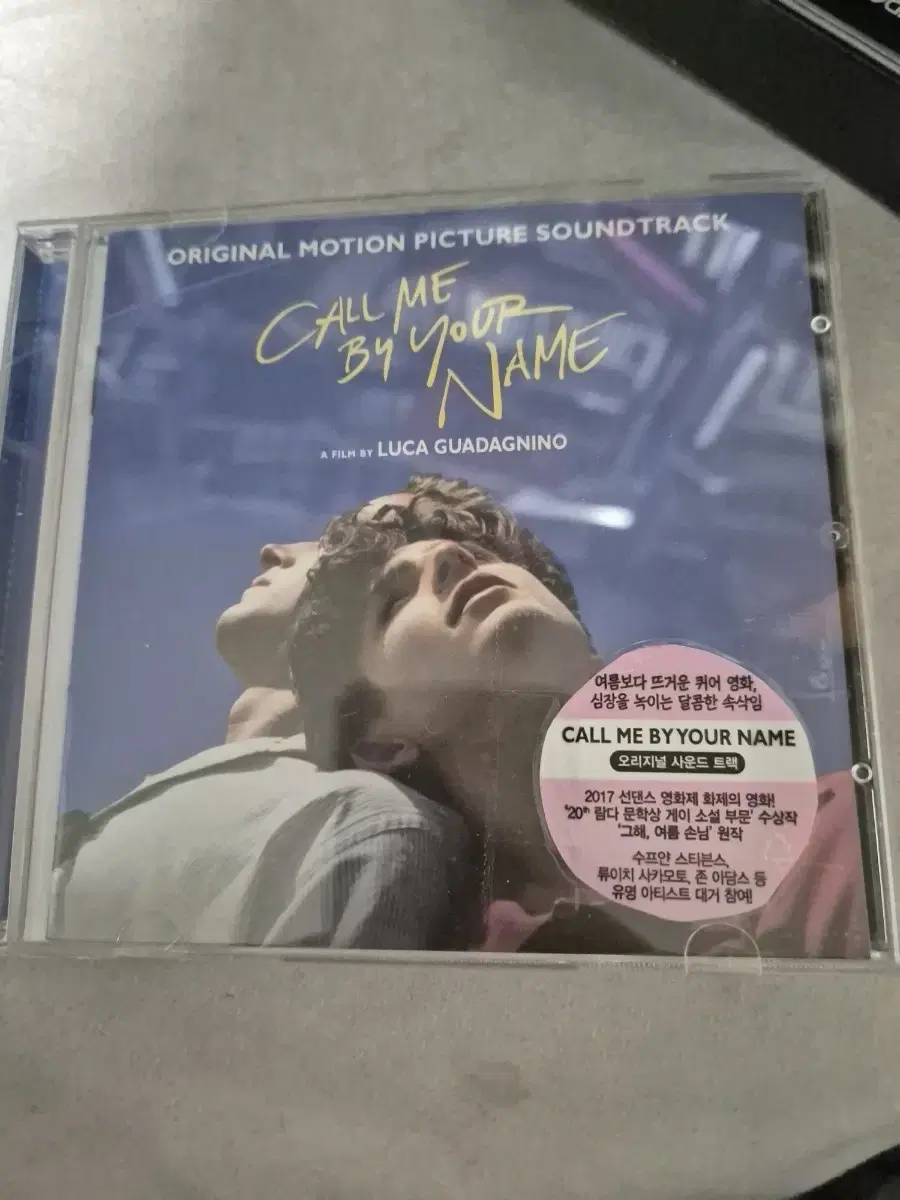 ORIGINAL MOTION PICTURE SOUNDTRACK
CALL ME
BY YOUR
NAME
A FILM BY LUCA GUADAGNINO
여름보다 뜨거운 퀴어 영화,
심장을 녹이는 달콤한 속삭임
CALL ME BY YOUR NAME
오리지널 사운드 트랙
2017 선댄스 영화제 화제의 영화!
'20th 람다 문학상 게이 소설 부문' 수상작
'그해, 여름 손님' 원작
수프얀 스티븐스,
류이치 사카모토, 존 아담스 등
유명 아티스트 대거 참여!